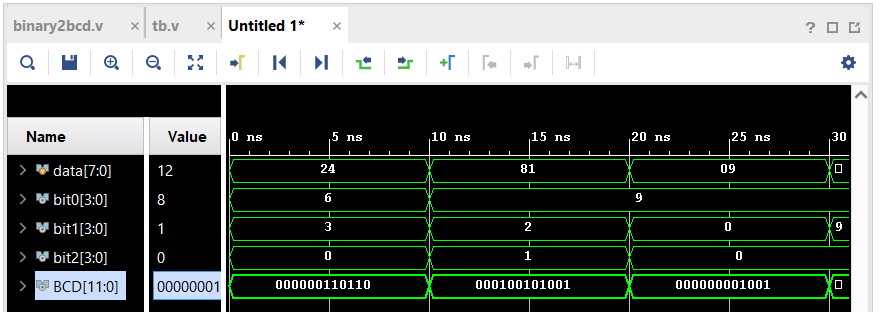 binary2bcd.v × tb.v × Untitled 1* ×
Name Value
0 ns 5 ns 10 ns 15 ns 20 ns 25 ns 30
data[7:0] 12 24 81 09
bit0[3:0] 8 6 9
bit1[3:0] 1 3 2 0 9
bit2[3:0] 0 0 1 0
BCD[11:0] 00000001 000000110110 000100101001 000000001001